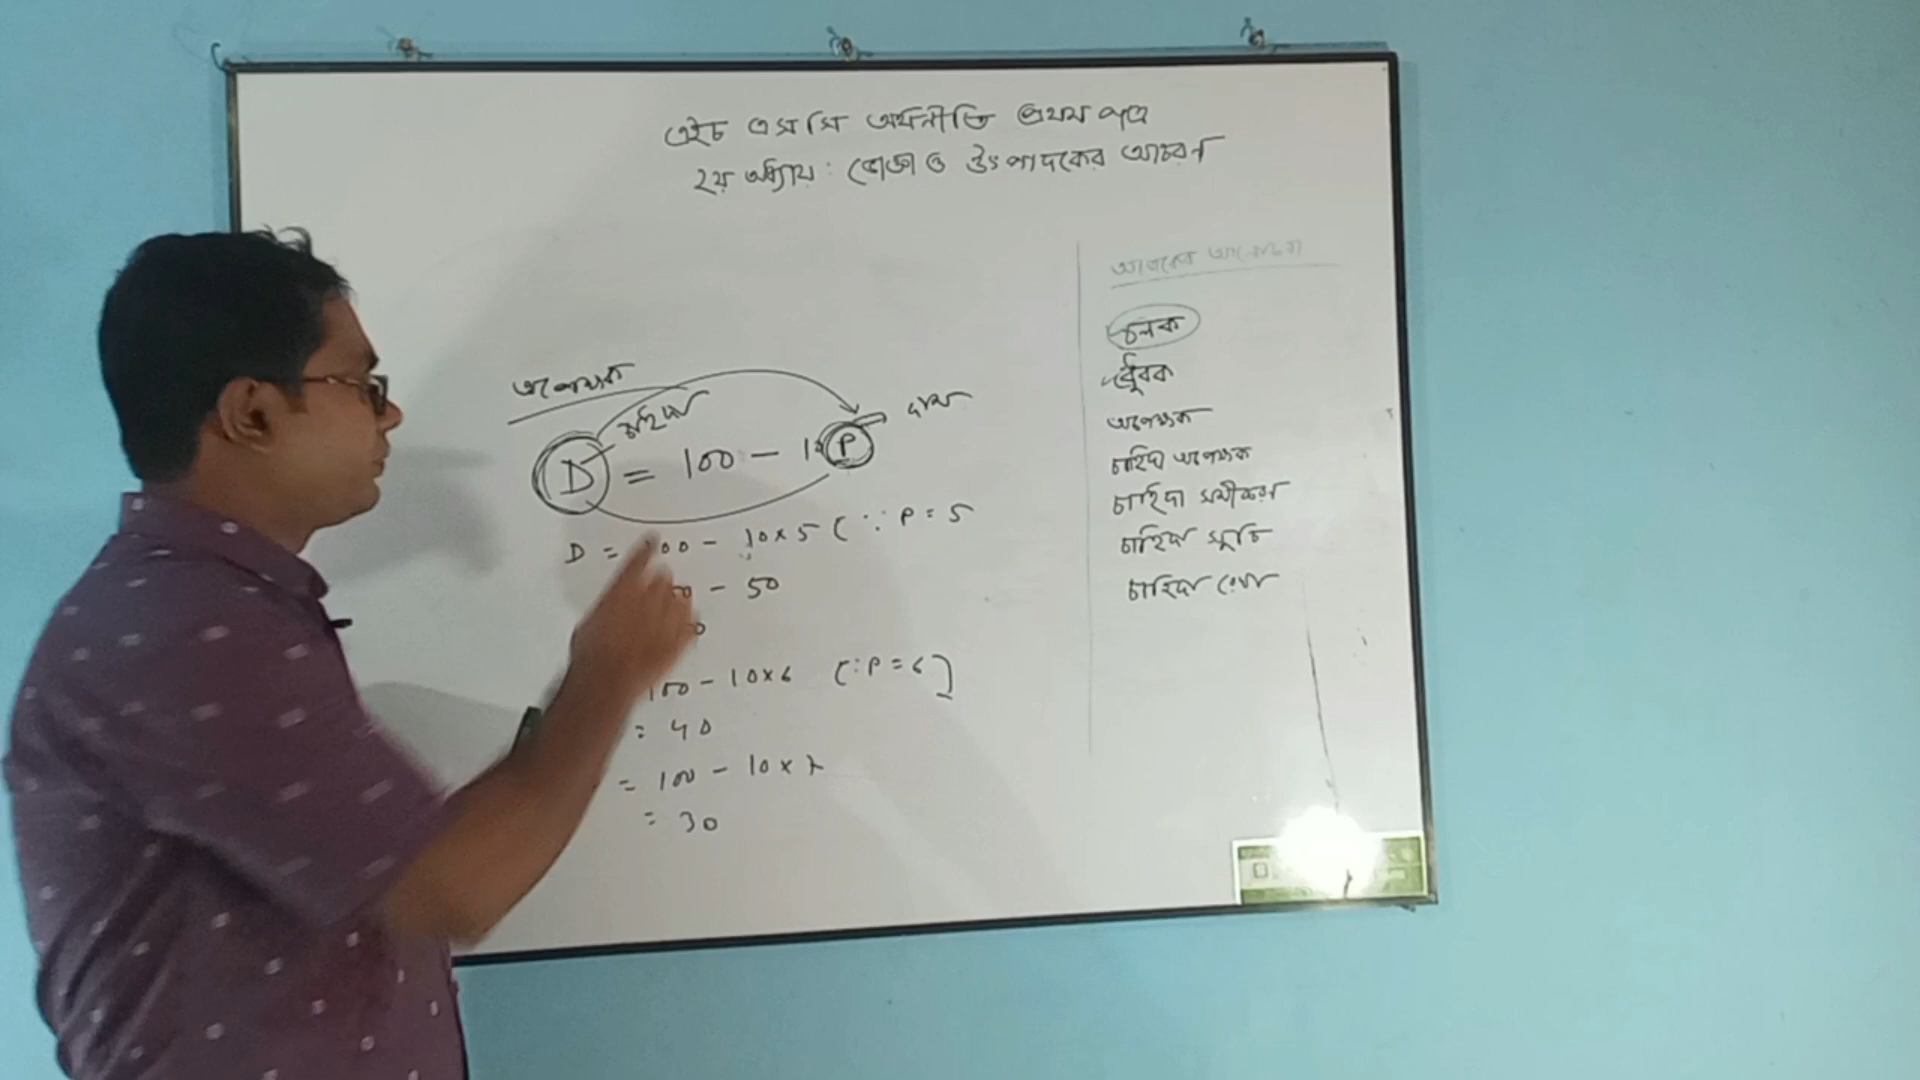 এইচ এস সি অর্থনীতি প্রথম পত্র
২য় অধ্যায় : ভোক্তা ও উৎপাদকের আচরণ
অপেক্ষক
চাহিদা
দাম
D = 100 - 10P
D = 100 - 10×5 (∵ P = 5
- 50
100 - 10×6 (∵ P = 6]
= 40
= 100 - 10×7
= 30
আজকের আলোচনা
চলক
ধ্রুবক
অপেক্ষক
চাহিদা অপেক্ষক
চাহিদা সমীকরণ
চাহিদা সূচি
চাহিদা রেখা